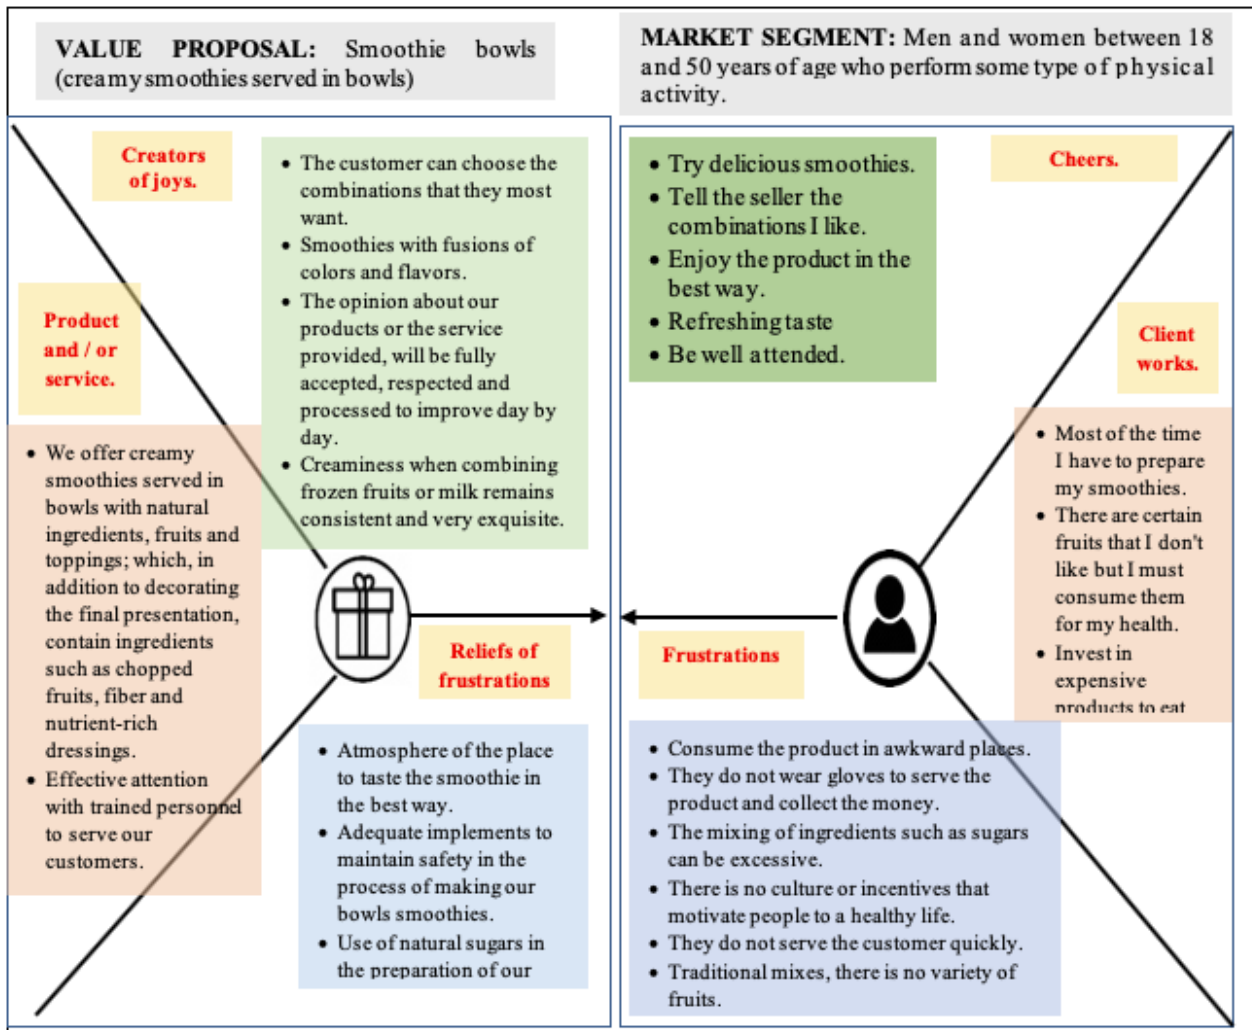 VALUE PROPOSAL: Smoothie bowls
(creamy smoothies served in bowls)
Creators
of joys.
• The customer can choose the
combinations that they most
want.
• Smoothies with fusions of
colors and flavors.
• The opinion about our
products or the service
provided, will be fully
accepted, respected and
processed to improve day by
day.
• Creaminess when combining
frozen fruits or milk remains
consistent and very exquisite.
Product
and / or
service.
• We offer creamy
smoothies served in
bowls with natural
ingredients, fruits and
toppings; which, in
addition to decorating
the final presentation,
contain ingredients
such as chopped
fruits, fiber and
nutrient-rich
dressings.
• Effective attention
with trained personnel
to serve our
customers.
Reliefs of
frustrations
• Atmosphere of the place
to taste the smoothie in
the best way.
• Adequate implements to
maintain safety in the
process of making our
bowls smoothies.
• Use of natural sugars in
the preparation of our
MARKET SEGMENT: Men and women between 18
and 50 years of age who perform some type of physical
activity.
• Try delicious smoothies.
• Tell the seller the
combinations I like.
• Enjoy the product in the
best way.
• Refreshing taste
• Be well attended.
Cheers.
Client
works.
• Most of the time
I have to prepare
my smoothies.
• There are certain
fruits that I don't
like but I must
consume them
for my health.
• Invest in
expensive
products to eat
Frustrations
• Consume the product in awkward places.
• They do not wear gloves to serve the
product and collect the money.
• The mixing of ingredients such as sugars
can be excessive.
• There is no culture or incentives that
motivate people to a healthy life.
• They do not serve the customer quickly.
• Traditional mixes, there is no variety of
fruits.